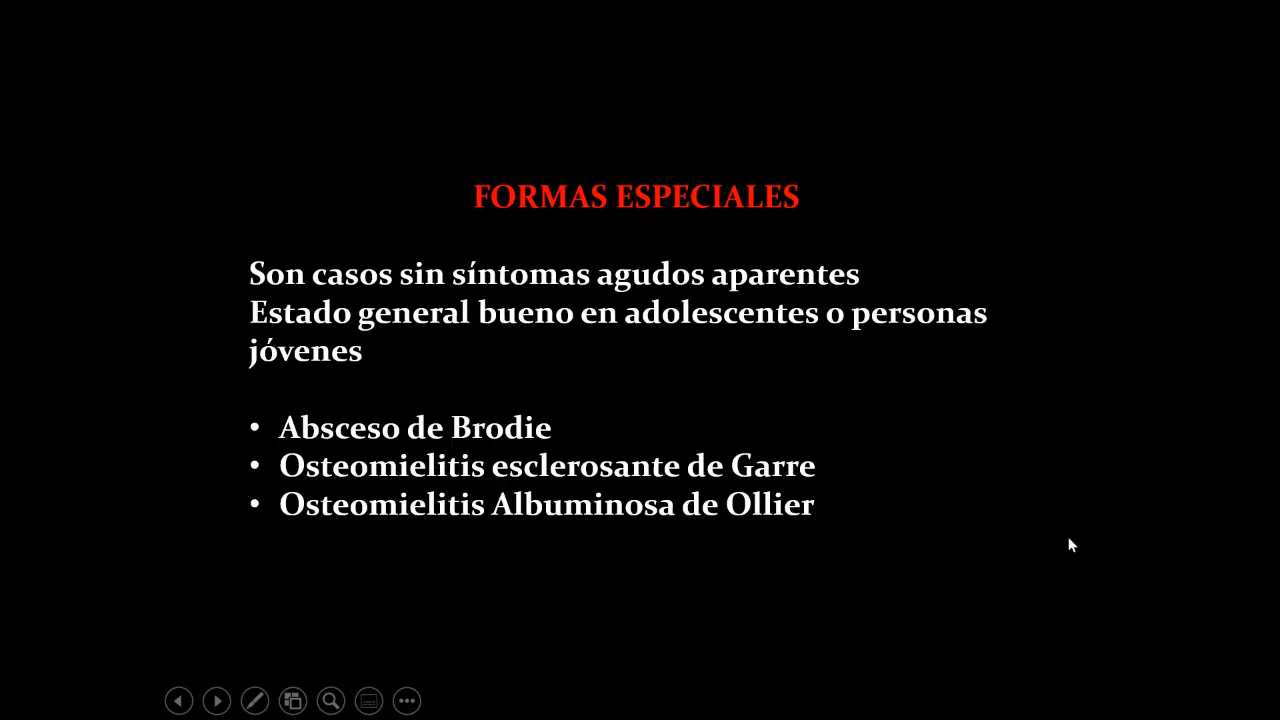 FORMAS ESPECIALES
Son casos sin síntomas agudos aparentes
Estado general bueno en adolescentes o personas
jóvenes
• Absceso de Brodie
• Osteomielitis esclerosante de Garre
• Osteomielitis Albuminosa de Ollier